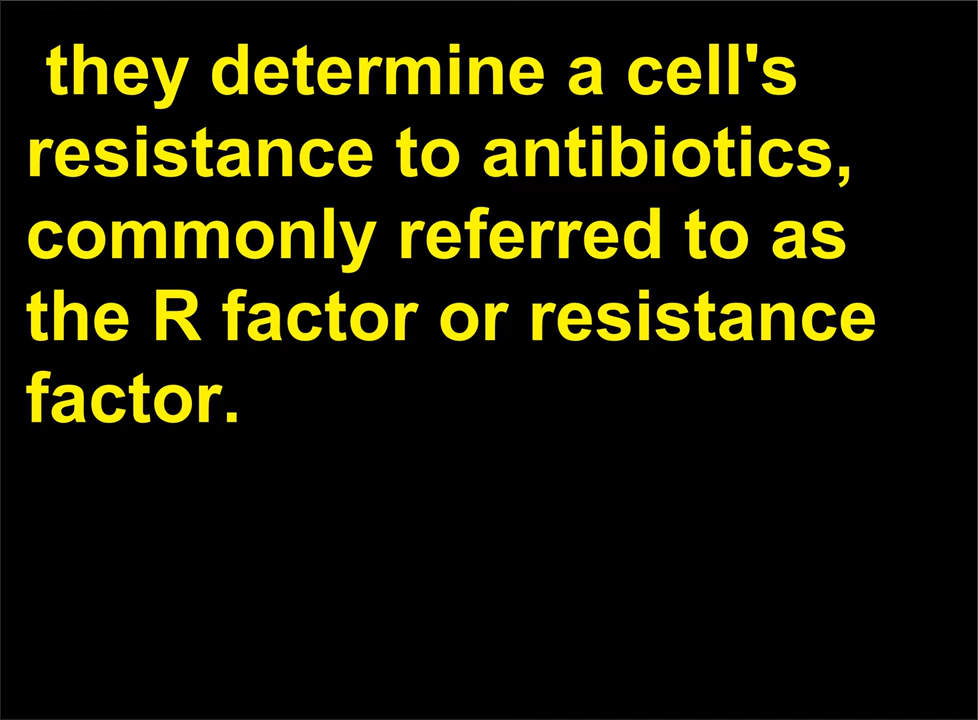 they determine a cell's
resistance to antibiotics,
commonly referred to as
the R factor or resistance
factor.